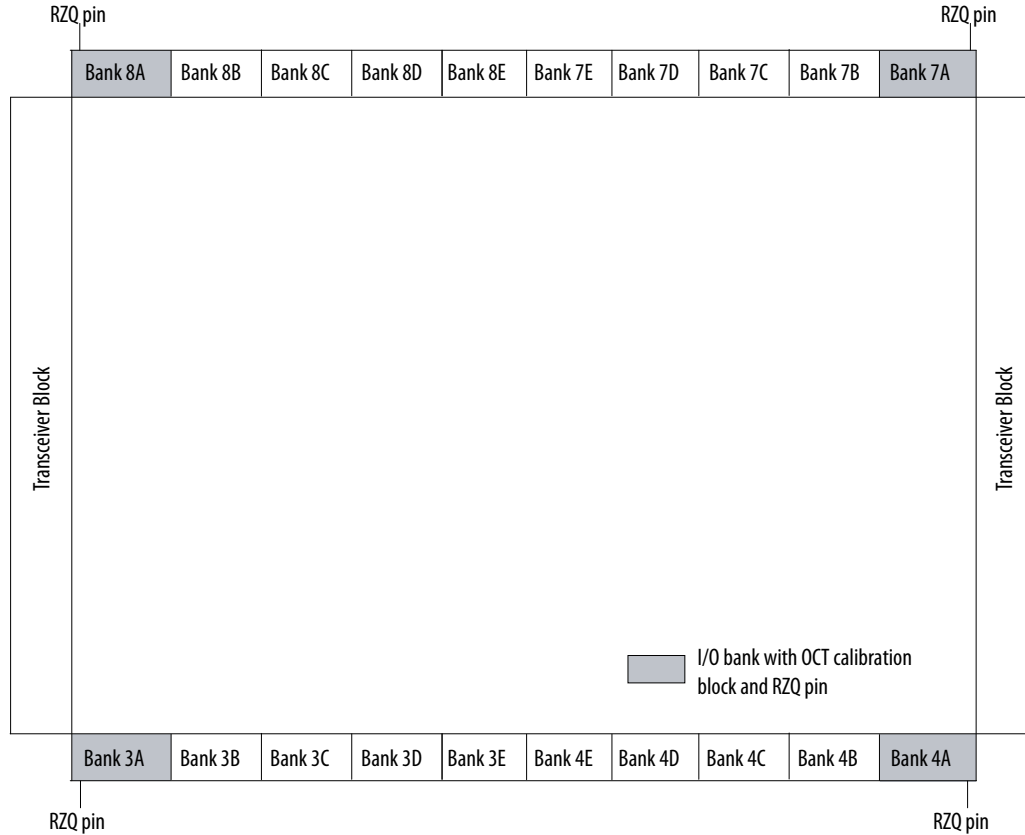 RZQ pin
RZQ pin
Bank 8A
Bank 8B
Bank 8C
Bank 8D
Bank 8E
Bank 7E
Bank 7D
Bank 7C
Bank 7B
Bank 7A
Transceiver Block
Transceiver Block
I/O bank with OCT calibration
block and RZQ pin
Bank 3A
Bank 3B
Bank 3C
Bank 3D
Bank 3E
Bank 4E
Bank 4D
Bank 4C
Bank 4B
Bank 4A
RZQ pin
RZQ pin